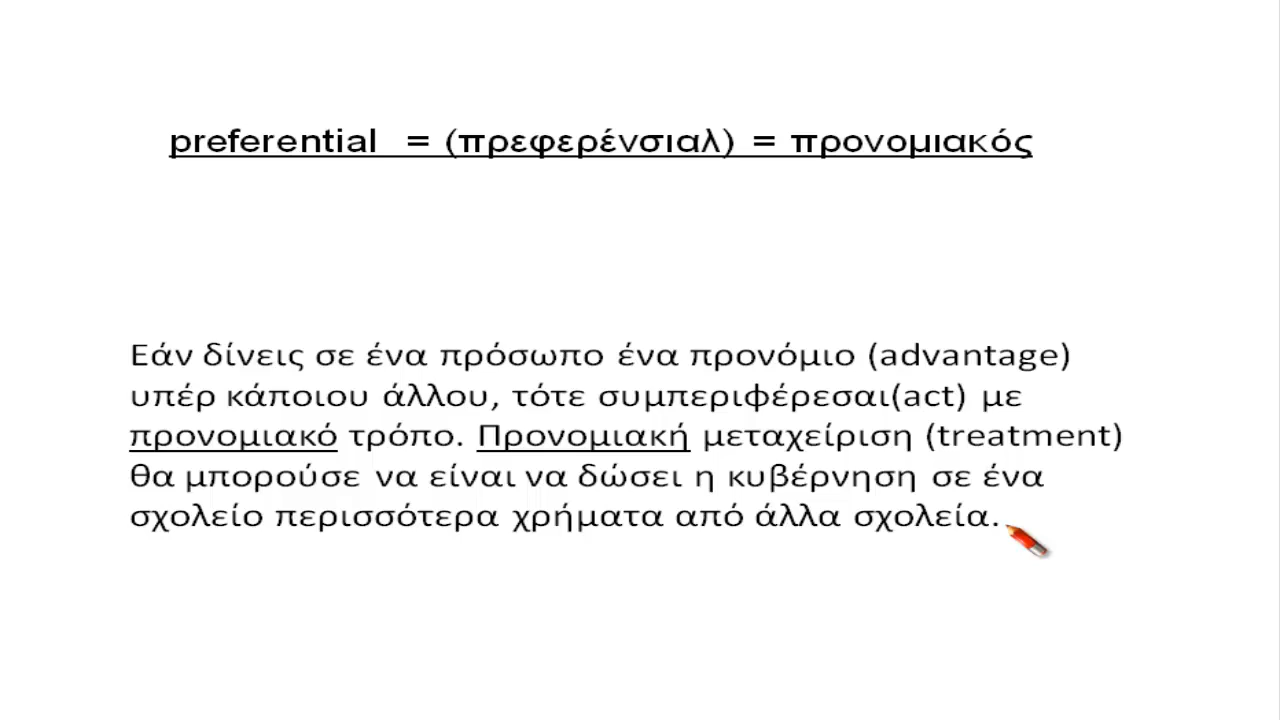 preferential = (πρεφερένσιαλ) = προνομιακός
Εάν δίνεις σε ένα πρόσωπο ένα προνόμιο (advantage)
υπέρ κάποιου άλλου, τότε συμπεριφέρεσαι(act) με
προνομιακό τρόπο. Προνομιακή μεταχείριση (treatment)
θα μπορούσε να είναι να δώσει η κυβέρνηση σε ένα
σχολείο περισσότερα χρήματα από άλλα σχολεία.